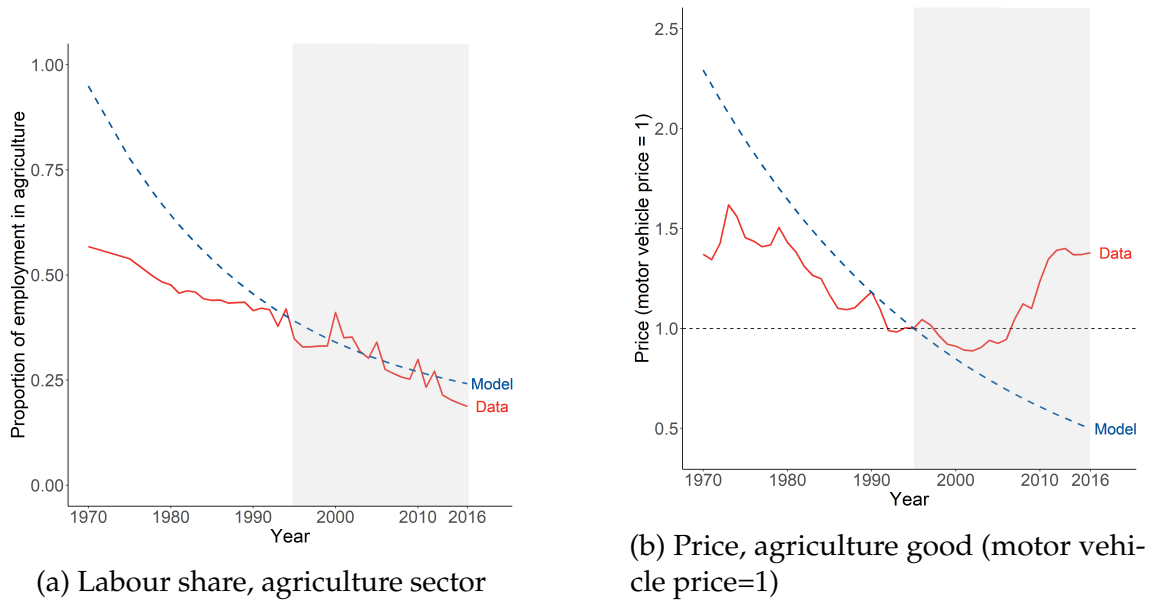 1.00
0.75
0.50
0.25
0.00
Proportion of employment in agriculture
Model
Data
1970 1980 1990 2000 2010 2016
Year
(a) Labour share, agriculture sector
2.5
2.0
1.5
1.0
0.5
Price (motor vehicle price = 1)
Data
Model
1970 1980 1990 2000 2010 2016
Year
(b) Price, agriculture good (motor vehi-
cle price=1)